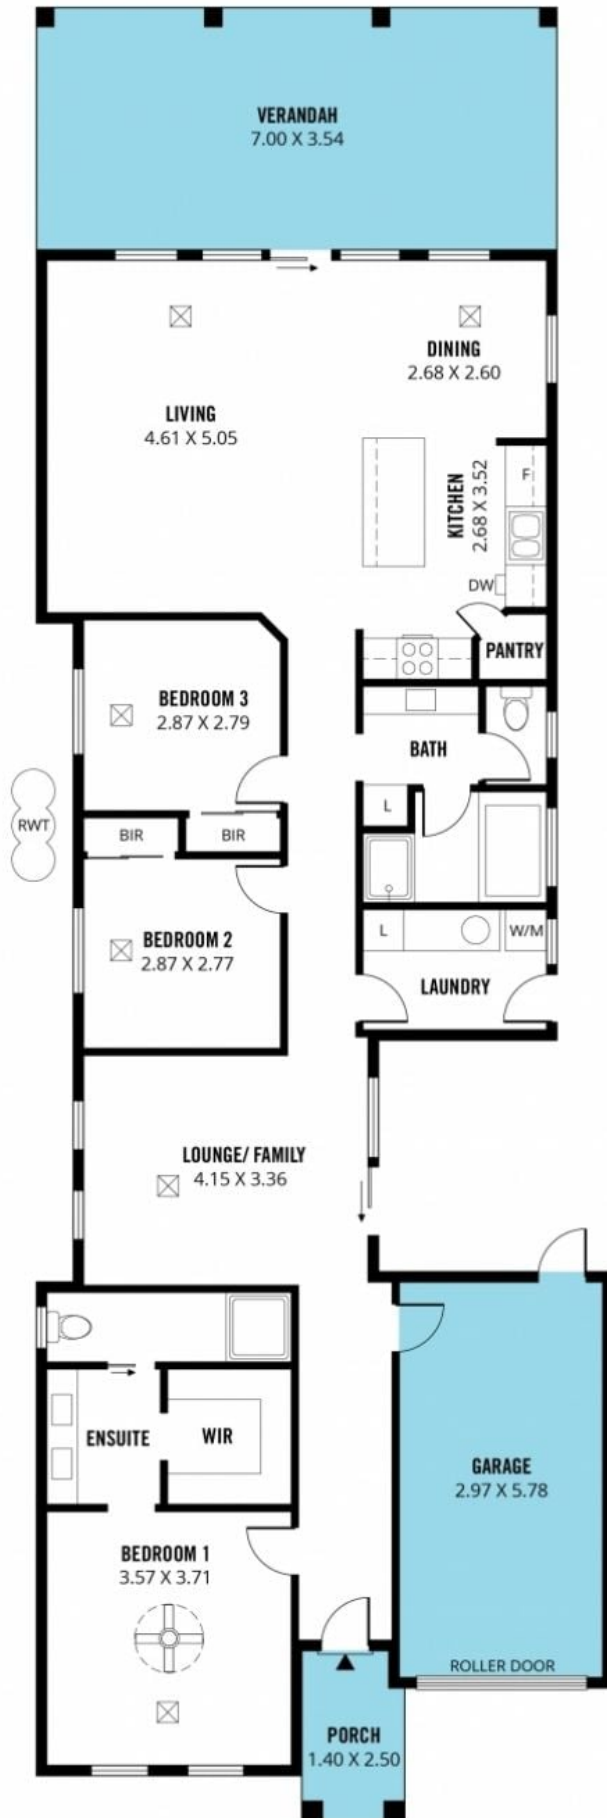 VERANDAH
7.00 X 3.54
DINING
2.68 X 2.60
LIVING
4.61 X 5.05
KITCHEN
2.68 X 3.52
F
DW
PANTRY
BEDROOM 3
2.87 X 2.79
BATH
L
RWT
BIR
BIR
L
W/M
BEDROOM 2
2.87 X 2.77
LAUNDRY
LOUNGE/ FAMILY
4.15 X 3.36
ENSUITE
WIR
GARAGE
2.97 X 5.78
BEDROOM 1
3.57 X 3.71
ROLLER DOOR
PORCH
1.40 X 2.50